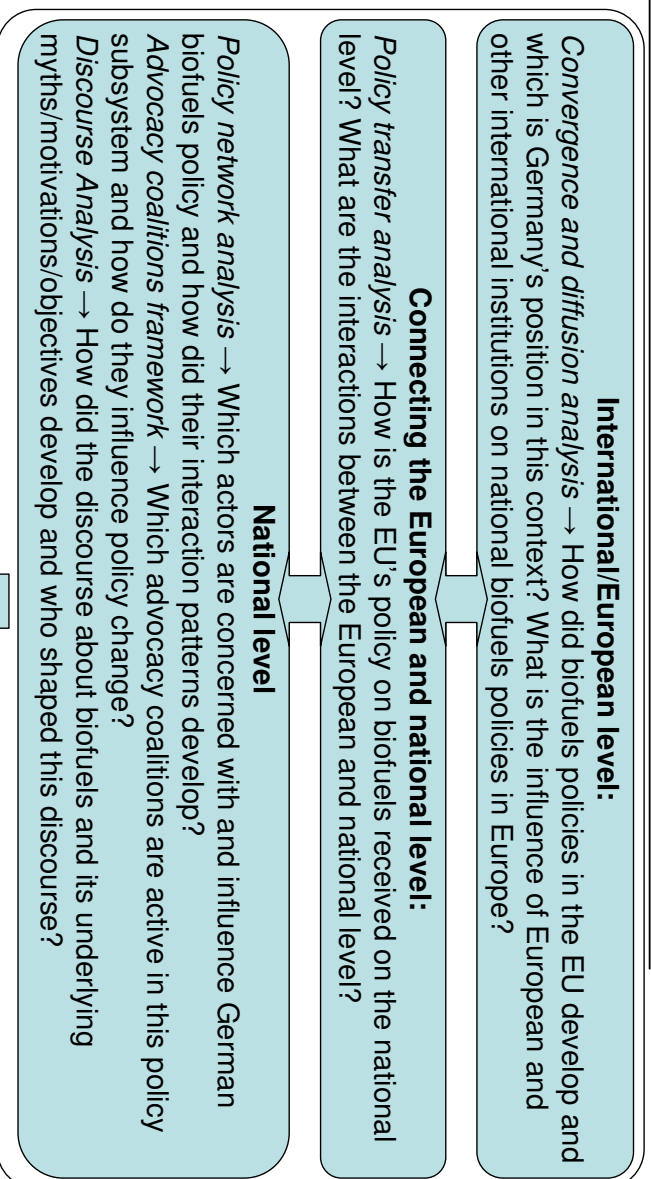 International/European level:
Convergence and diffusion analysis → How did biofuels policies in the EU develop and
which is Germany’s position in this context? What is the influence of European and
other international institutions on national biofuels policies in Europe?
Connecting the European and national level:
Policy transfer analysis → How is the EU’s policy on biofuels received on the national
level? What are the interactions between the European and national level?
National level
Policy network analysis → Which actors are concerned with and influence German
biofuels policy and how did their interaction patterns develop?
Advocacy coalitions framework → Which advocacy coalitions are active in this policy
subsystem and how do they influence policy change?
Discourse Analysis → How did the discourse about biofuels and its underlying
myths/motivations/objectives develop and who shaped this discourse?